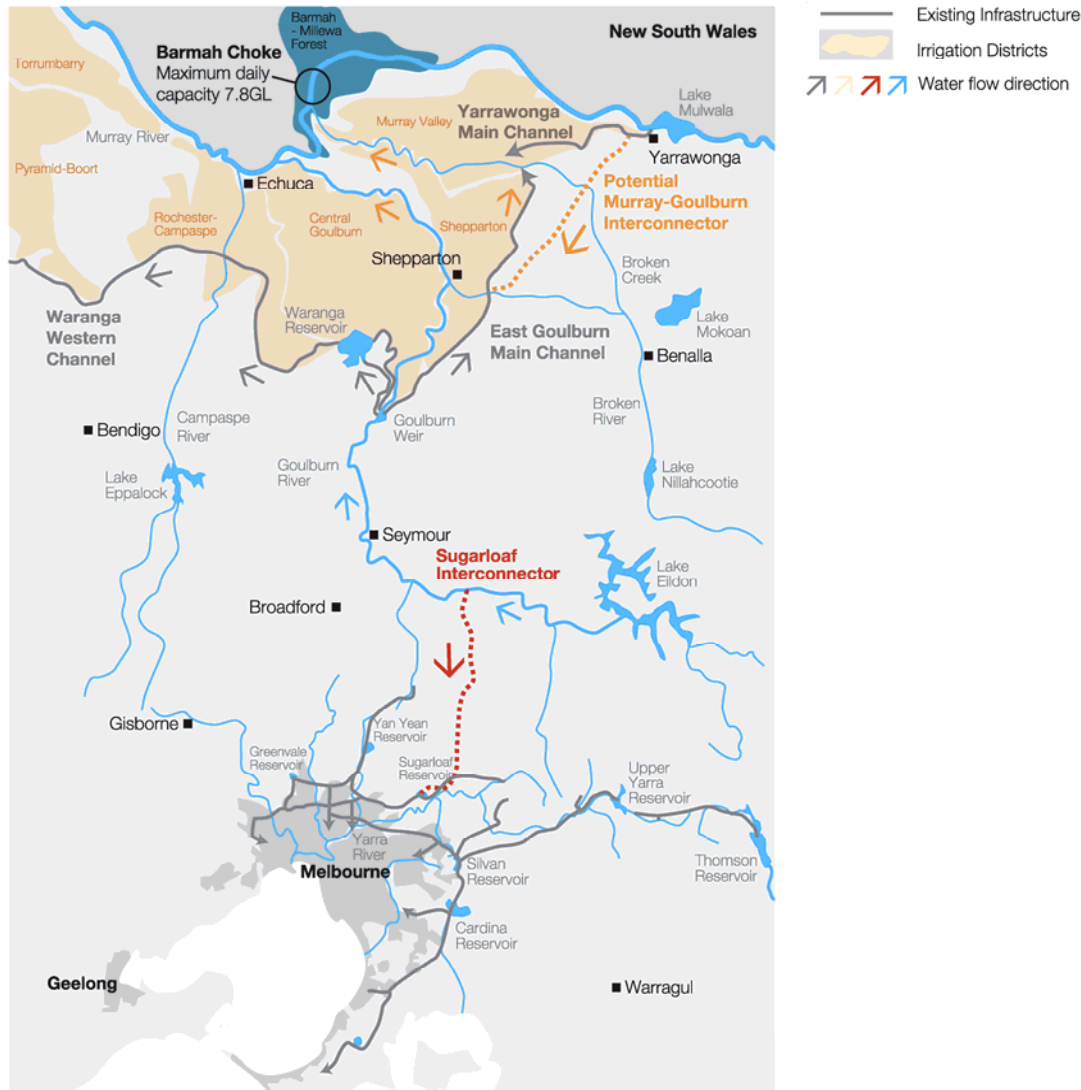 Existing Infrastructure
Irrigation Districts
Water flow direction
Barmah
- Millewa
Forest
New South Wales
Barmah Choke
Maximum daily
capacity 7.8GL
Torrumbarry
Lake
Mulwala
Murray Valley
Yarrawonga
Main Channel
Murray River
Yarrawonga
Pyramid-Boort
Echuca
Potential
Murray-Goulburn
Interconnector
Rochester-
Campaspe
Central
Goulburn
Shepparton
Shepparton
Broken
Creek
Lake
Mokoan
Waranga
Western
Channel
Waranga
Reservoir
East Goulburn
Main Channel
Benalla
Bendigo
Campaspe
River
Goulburn
Weir
Broken
River
Lake
Eppalock
Goulburn
River
Lake
Nillahcootie
Seymour
Sugarloaf
Interconnector
Lake
Eildon
Broadford
Gisborne
Yan Yean
Reservoir
Greenvale
Reservoir
Sugarloaf
Reservoir
Upper
Yarra
Reservoir
Yarra
River
Melbourne
Silvan
Reservoir
Thomson
Reservoir
Cardina
Reservoir
Geelong
Warragul